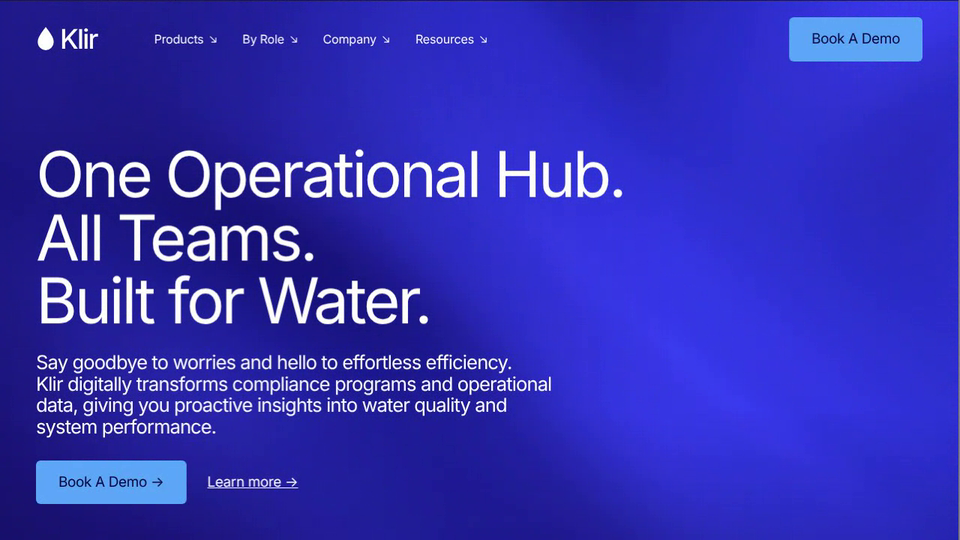 Klir
Products ↘ By Role ↘ Company ↘ Resources ↘
Book A Demo
One Operational Hub.
All Teams.
Built for Water.
Say goodbye to worries and hello to effortless efficiency.
Klir digitally transforms compliance programs and operational
data, giving you proactive insights into water quality and
system performance.
Book A Demo →
Learn more →